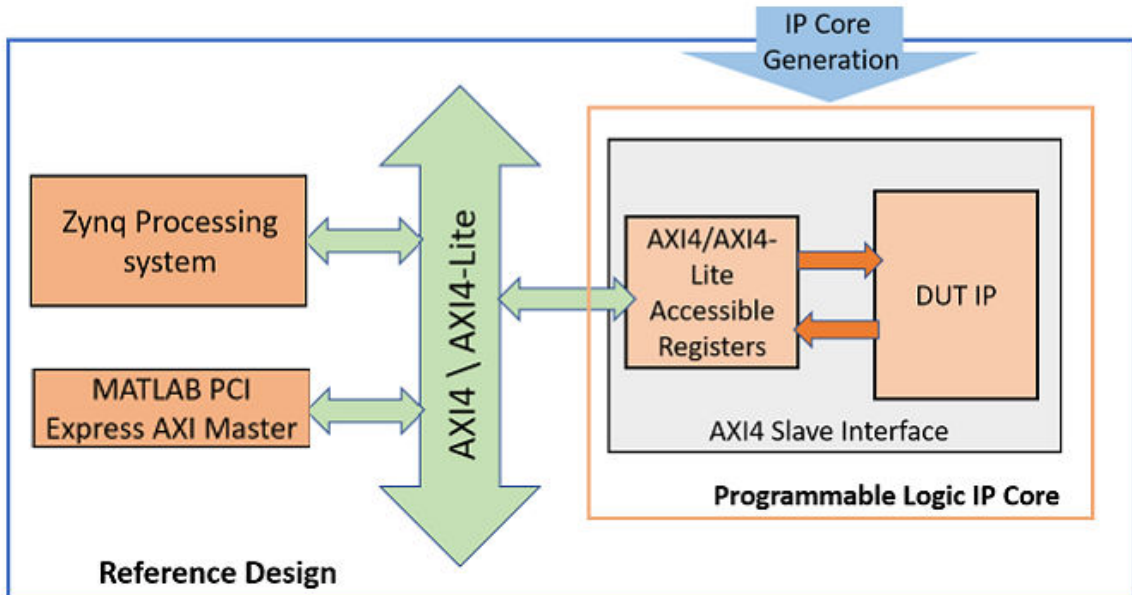 IP Core
Generation
Zynq Processing
system
MATLAB PCI
Express AXI Master
AXI4 \ AXI4-Lite
AXI4/AXI4-
Lite
Accessible
Registers
DUT IP
AXI4 Slave Interface
Programmable Logic IP Core
Reference Design